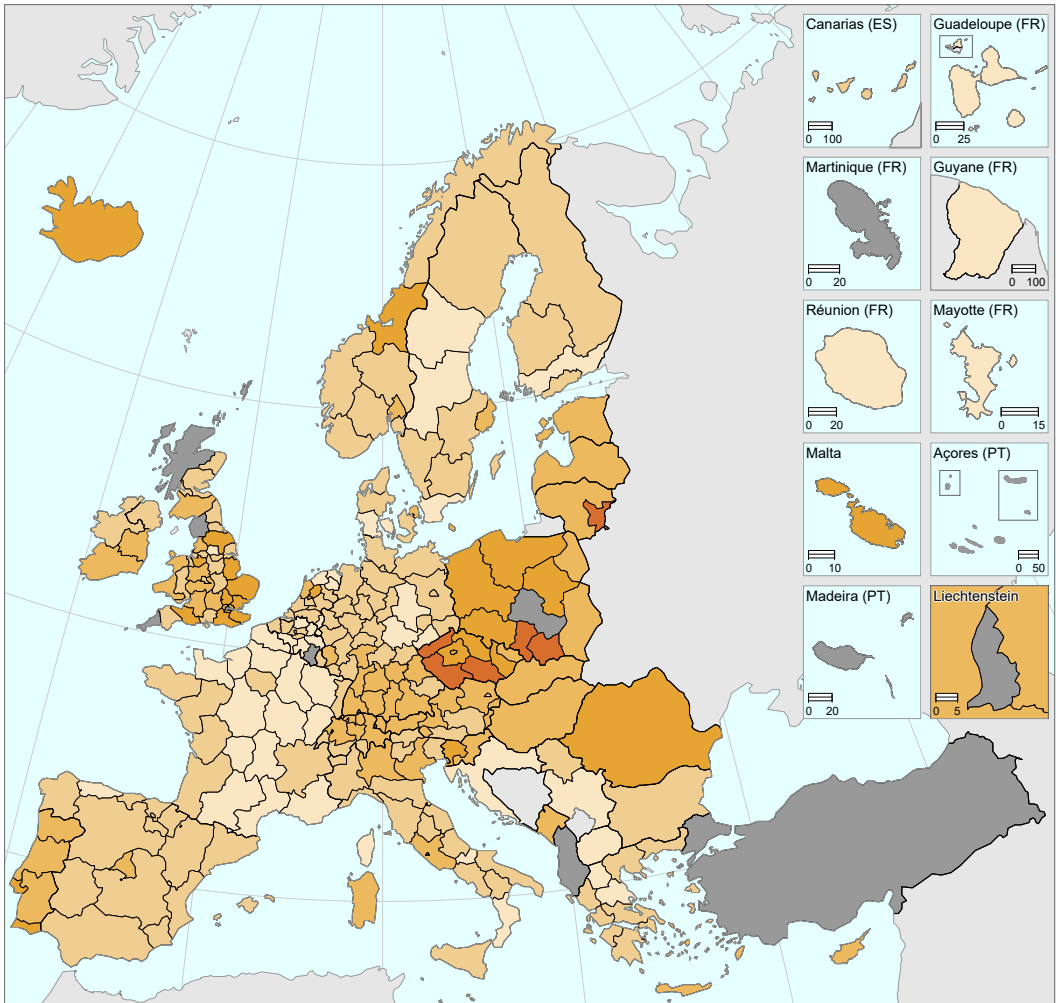 Canarias (ES)
0 100
Guadeloupe (FR)
0 25
Martinique (FR)
0 20
Guyane (FR)
0 100
Réunion (FR)
0 20
Mayotte (FR)
0 15
Malta
0 10
Açores (PT)
0 50
Madeira (PT)
0 20
Liechtenstein
0 5